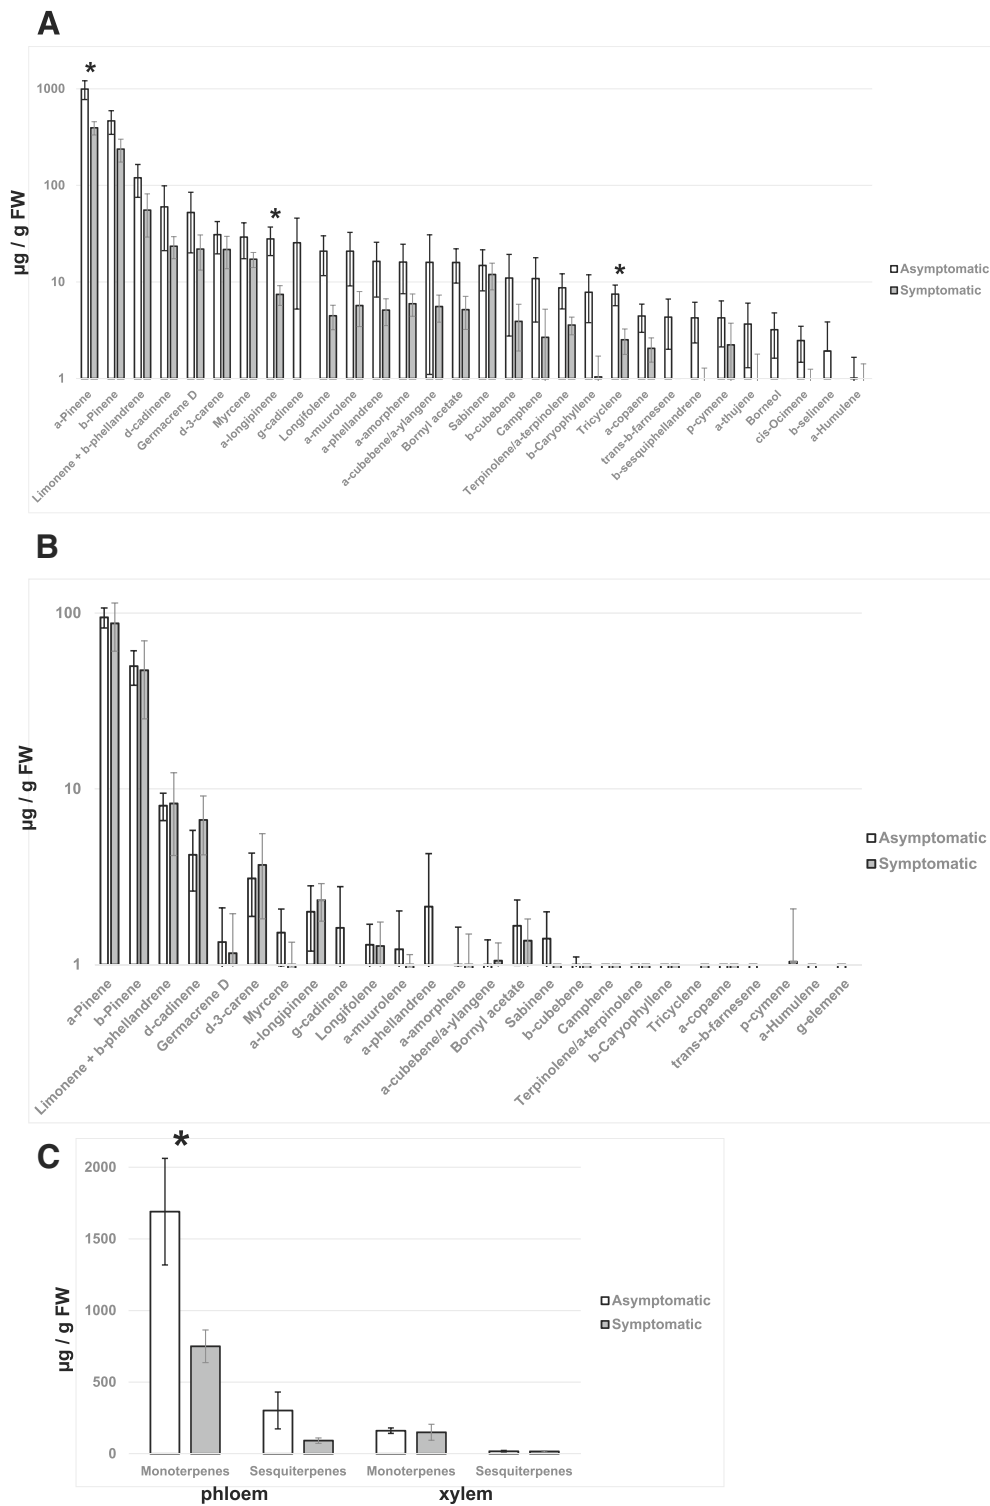 A
*
1000
100
10
1
µg / g FW
*
*
Asymptomatic
Symptomatic
a-Pinene
b-Pinene
Limonene + b-phellandrene
d-cadinene
Germacrene D
d-3-carene
Myrcene
a-longipinene
g-cadinene
Longifolene
a-muurolene
a-phellandrene
a-amorphene
a-cubebene/a-ylangene
Bornyl acetate
Sabinene
b-cubebene
Camphene
Terpinolene/a-terpinolene
b-Caryophyllene
Tricyclene
a-copaene
trans-b-farnesene
b-sesquiphellandrene
p-cymene
a-thujene
Borneol
cis-Ocimene
b-selinene
a-Humulene
B
100
10
1
µg / g FW
Asymptomatic
Symptomatic
a-Pinene
b-Pinene
Limonene + b-phellandrene
d-cadinene
Germacrene D
d-3-carene
Myrcene
a-longipinene
g-cadinene
Longifolene
a-muurolene
a-phellandrene
a-amorphene
a-cubebene/a-ylangene
Bornyl acetate
Sabinene
b-cubebene
Camphene
Terpinolene/a-terpinolene
b-Caryophyllene
Tricyclene
a-copaene
trans-b-farnesene
p-cymene
a-Humulene
g-elemene
C
*
2000
1500
1000
500
0
µg / g FW
Asymptomatic
Symptomatic
Monoterpenes Sesquiterpenes Monoterpenes Sesquiterpenes
phloem xylem